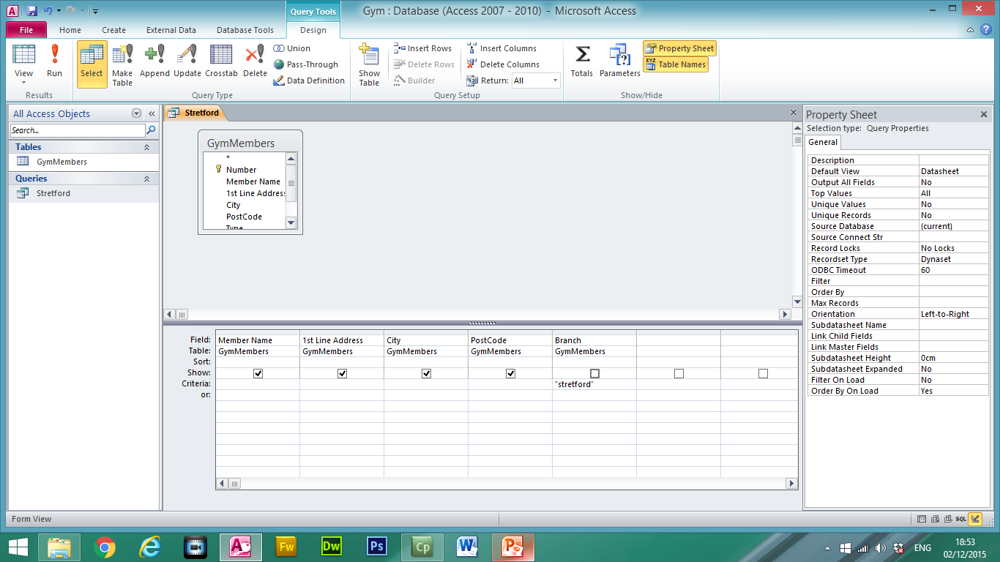 Query Tools
Gym : Database (Access 2007 - 2010) - Microsoft Access
File Home Create External Data Database Tools Design
View Run Select Make Table Append Update Crosstab Delete
Union
Pass-Through
Data Definition
Show Table
Insert Rows
Delete Rows
Builder
Insert Columns
Delete Columns
Return: All
Totals Parameters
Property Sheet
XYZ Table Names
Results Query Type Query Setup Show/Hide
All Access Objects
Search...
Tables
GymMembers
Queries
Stretford
Stretford
GymMembers
*
Number
Member Name
1st Line Address
City
PostCode
Type
Field: Member Name 1st Line Address City PostCode Branch
Table: GymMembers GymMembers GymMembers GymMembers GymMembers
Sort:
Show:
Criteria: "stretford"
or:
Property Sheet
Selection type: Query Properties
General
Description
Default View Datasheet
Output All Fields No
Top Values All
Unique Values No
Unique Records No
Source Database (current)
Source Connect Str
Record Locks No Locks
Recordset Type Dynaset
ODBC Timeout 60
Filter
Order By
Max Records
Orientation Left-to-Right
Subdatasheet Name
Link Child Fields
Link Master Fields
Subdatasheet Height 0cm
Subdatasheet Expanded No
Filter On Load No
Order By On Load Yes
Form View
SQL
Fw Dw Ps Cp
ENG
18:53
02/12/2015